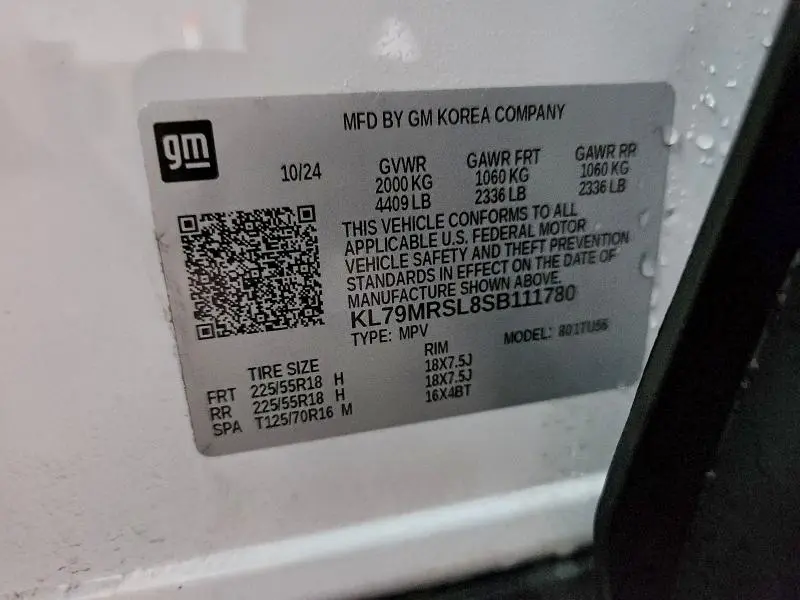 MFD BY GM KOREA COMPANY
gm
10/24
GVWR GAWR FRT GAWR RR
2000 KG 1060 KG 1060 KG
4409 LB 2336 LB 2336 LB
THIS VEHICLE CONFORMS TO ALL
APPLICABLE U.S. FEDERAL MOTOR
VEHICLE SAFETY AND THEFT PREVENTION
STANDARDS IN EFFECT ON THE DATE OF
MANUFACTURE SHOWN ABOVE.
KL79MRSL8SB111780
TYPE: MPV MODEL:
TIRE SIZE RIM
FRT 225/55R18 H 18X7.5J
RR 225/55R18 H 18X7.5J
SPA T125/70R16 M 16X4BT